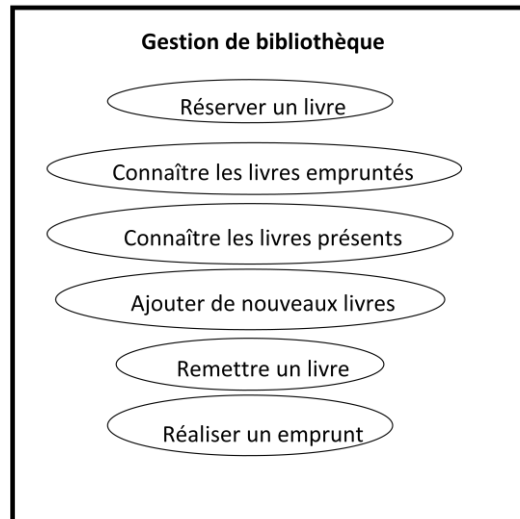 Gestion de bibliothèque
Réserver un livre
Connaître les livres empruntés
Connaître les livres présents
Ajouter de nouveaux livres
Remettre un livre
Réaliser un emprunt